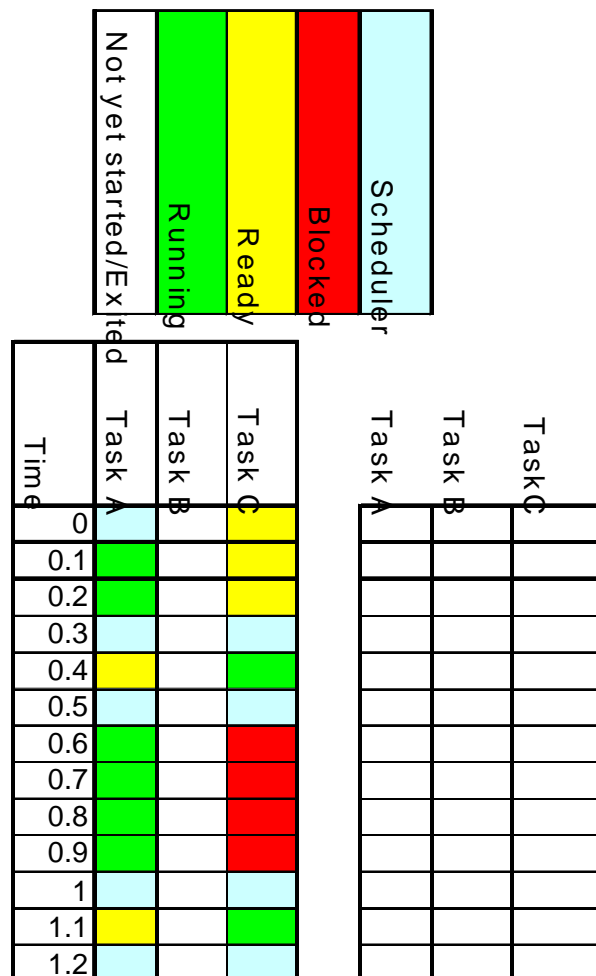 Not yet started/Exited
Running
Ready
Blocked
Scheduler
Time
Task A
Task B
Task C
Task A
Task B
TaskC
0
0.1
0.2
0.3
0.4
0.5
0.6
0.7
0.8
0.9
1
1.1
1.2